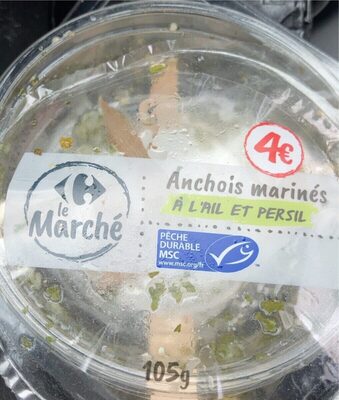 le
Marché
4€
Anchois marinés
À L'AIL ET PERSIL
PÊCHE
DURABLE
MSC
www.msc.org/fr
105g